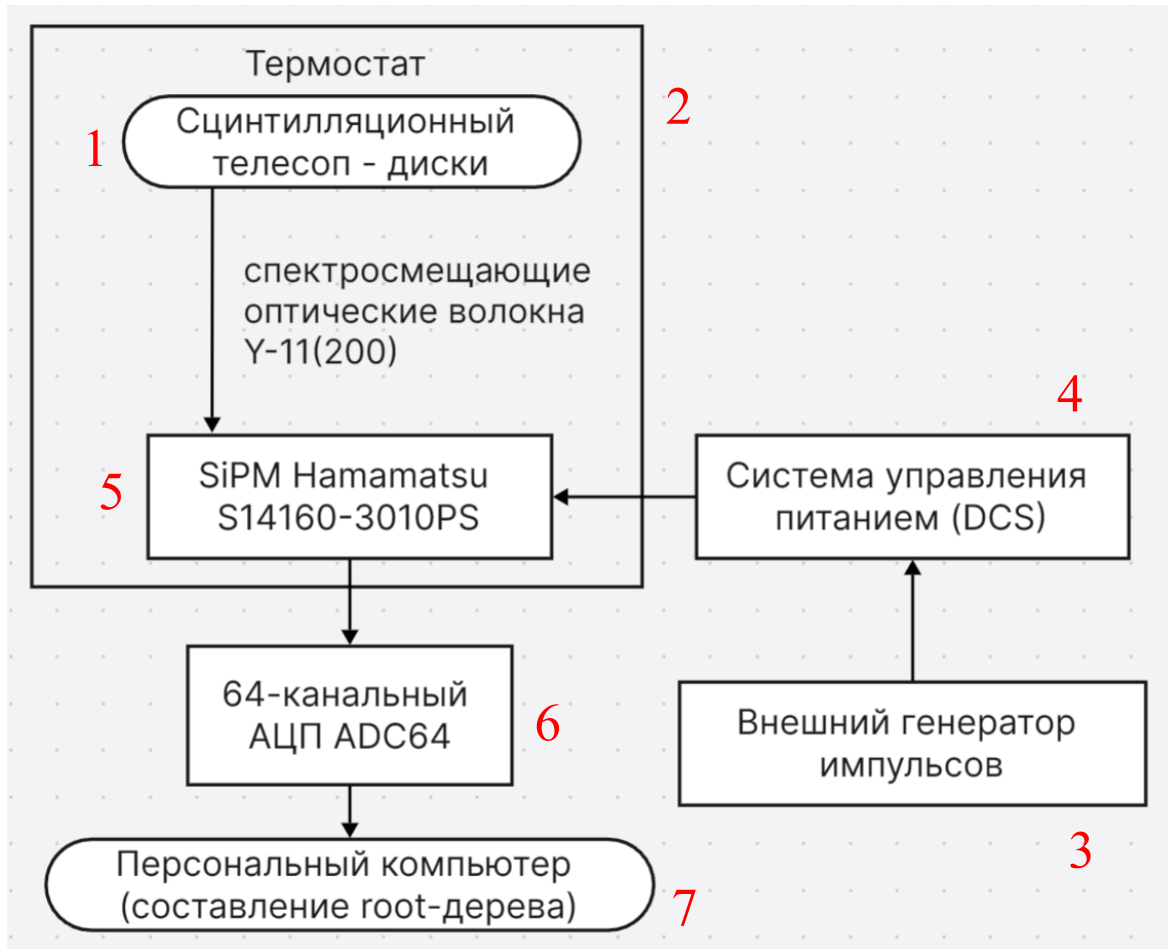 Термостат
2
1
Сцинтилляционный
телесоп - диски
спектросмещающие
оптические волокна
Y-11(200)
4
5
SiPM Hamamatsu
S14160-3010PS
Система управления
питанием (DCS)
64-канальный
АЦП ADC64
6
Внешний генератор
импульсов
3
Персональный компьютер
(составление root-дерева)
7